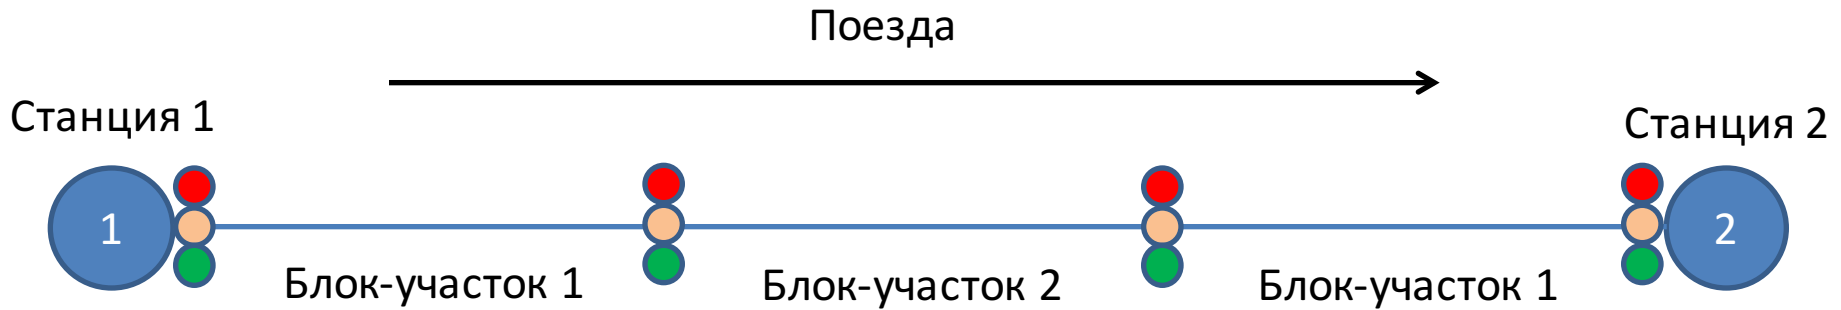 Поезда
Станция 1
Станция 2
1
2
Блок-участок 1
Блок-участок 2
Блок-участок 1